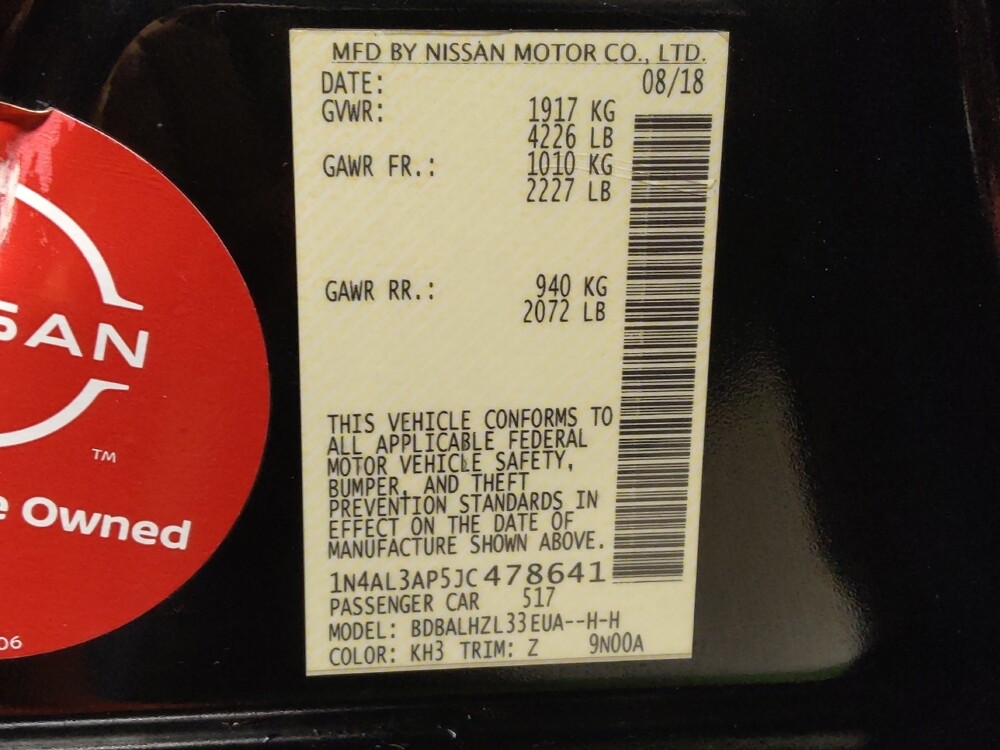 MFD BY NISSAN MOTOR CO., LTD.
DATE: 08/18
GVWR: 1917 KG
4226 LB
GAWR FR.: 1010 KG
2227 LB
GAWR RR.: 940 KG
2072 LB
THIS VEHICLE CONFORMS TO
ALL APPLICABLE FEDERAL
MOTOR VEHICLE SAFETY,
BUMPER, AND THEFT
PREVENTION STANDARDS IN
EFFECT ON THE DATE OF
MANUFACTURE SHOWN ABOVE.
1N4AL3AP5JC478641
PASSENGER CAR 517
MODEL: BDBALHZL33EUA--H-H
COLOR: KH3 TRIM: Z 9N00A
SAN
TM
e Owned
06